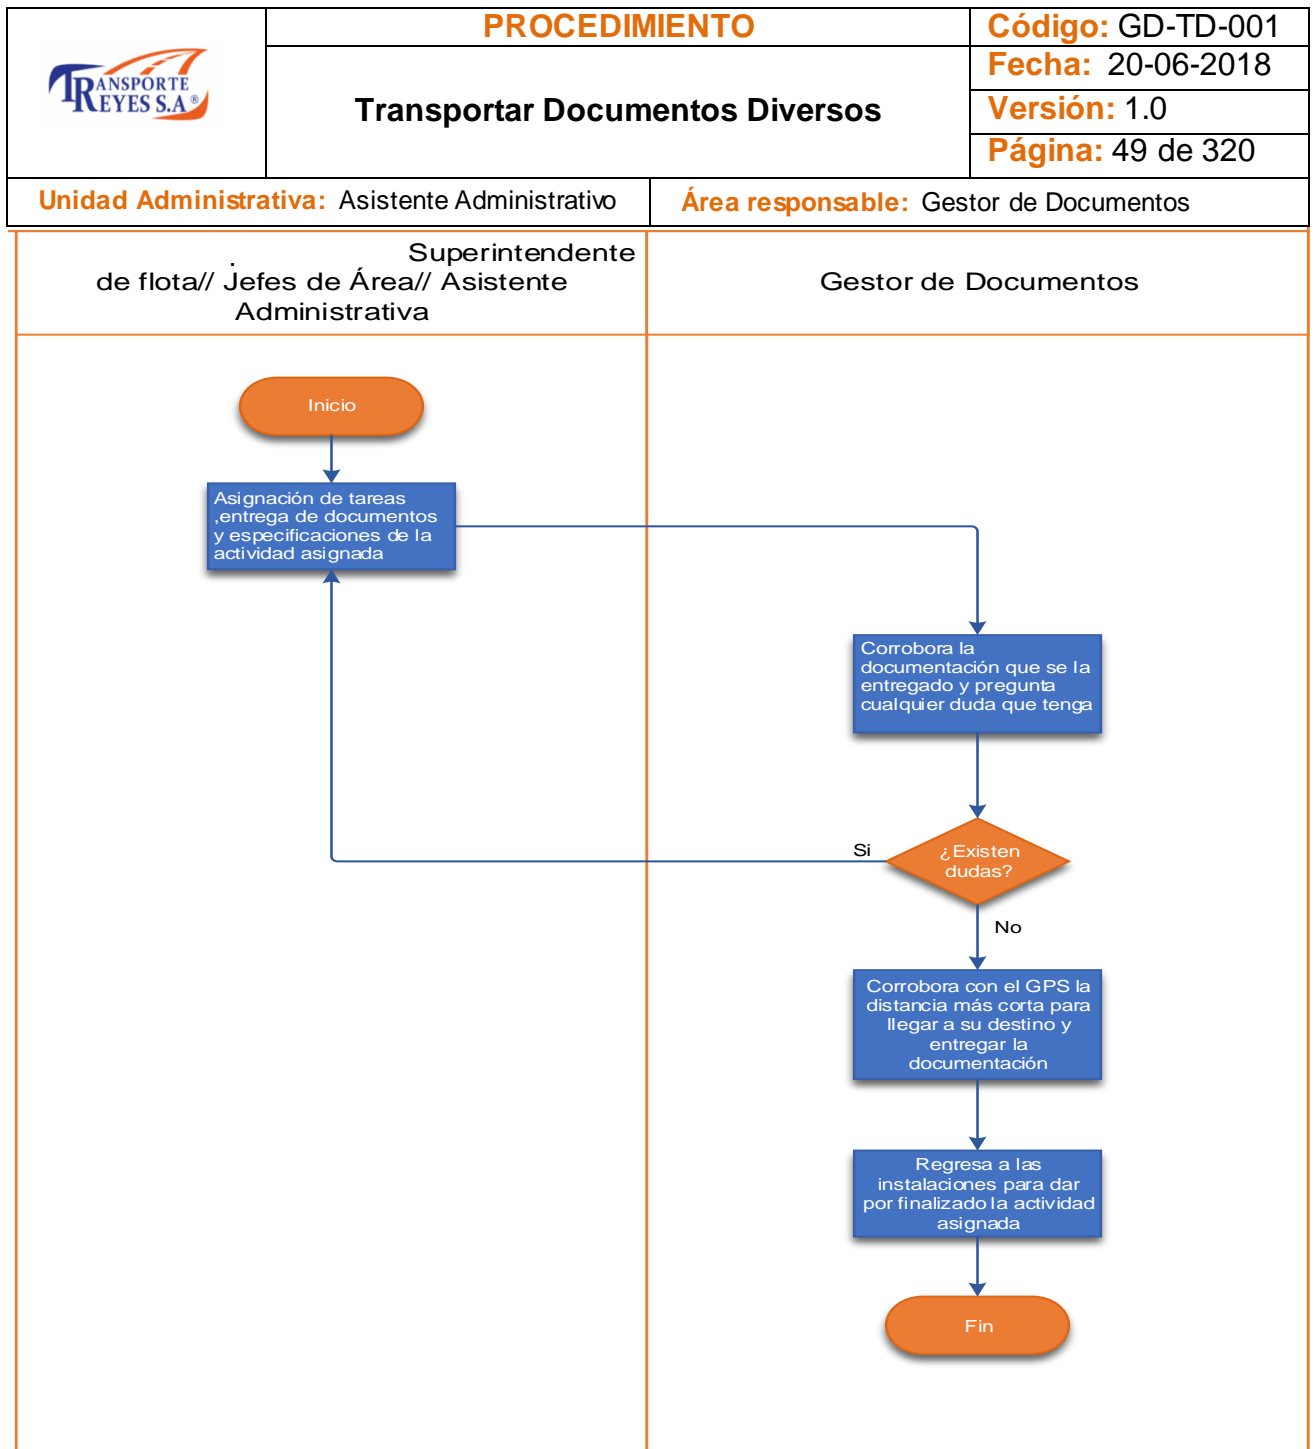 TRANSPORTE
REYES S.A®
PROCEDIMIENTO
Transportar Documentos Diversos
Código: GD-TD-001
Fecha: 20-06-2018
Versión: 1.0
Página: 49 de 320
Unidad Administrativa: Asistente Administrativo
Área responsable: Gestor de Documentos
. Superintendente
de flota// Jefes de Área// Asistente
Administrativa
Gestor de Documentos
Inicio
Asignación de tareas
,entrega de documentos
y especificaciones de la
actividad asignada
Corrobora la
documentación que se la
entregado y pregunta
cualquier duda que tenga
Si
¿Existen
dudas?
No
Corrobora con el GPS la
distancia más corta para
llegar a su destino y
entregar la
documentación
Regresa a las
instalaciones para dar
por finalizado la actividad
asignada
Fin